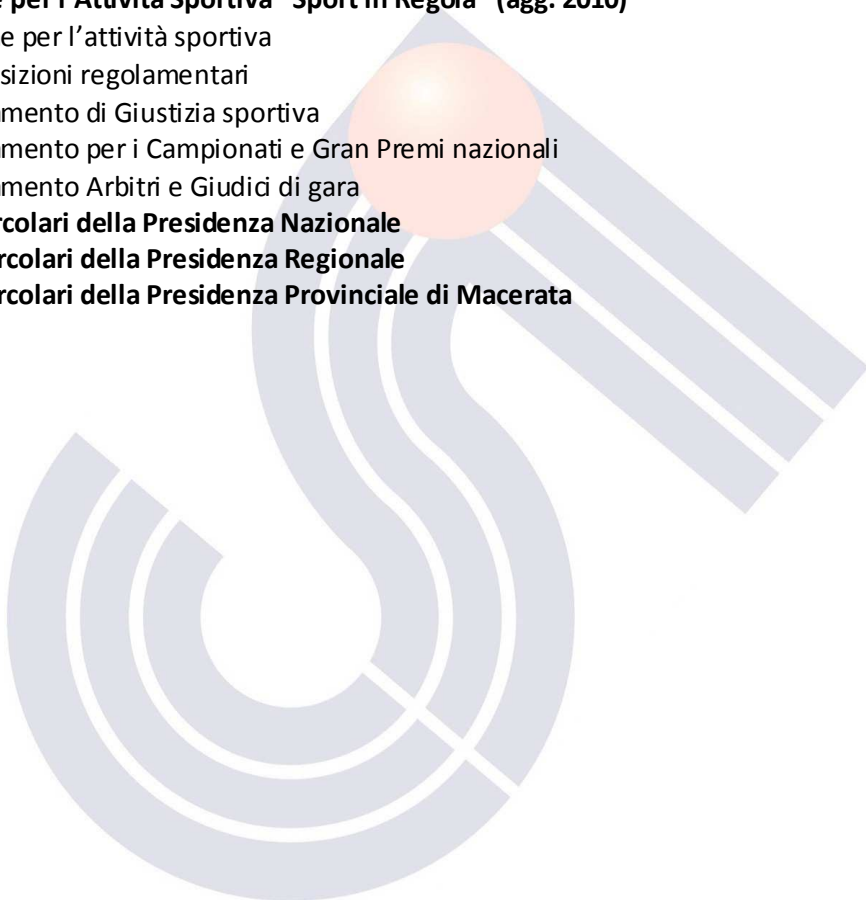 e per l'Attività Sportiva "Sport in Regola" (agg. 2010)
e per l'attività sportiva
sizioni regolamentari
mento di Giustizia sportiva
mento per i Campionati e Gran Premi nazionali
mento Arbitri e Giudici di gara
rcolari della Presidenza Nazionale
rcolari della Presidenza Regionale
rcolari della Presidenza Provinciale di Macerata